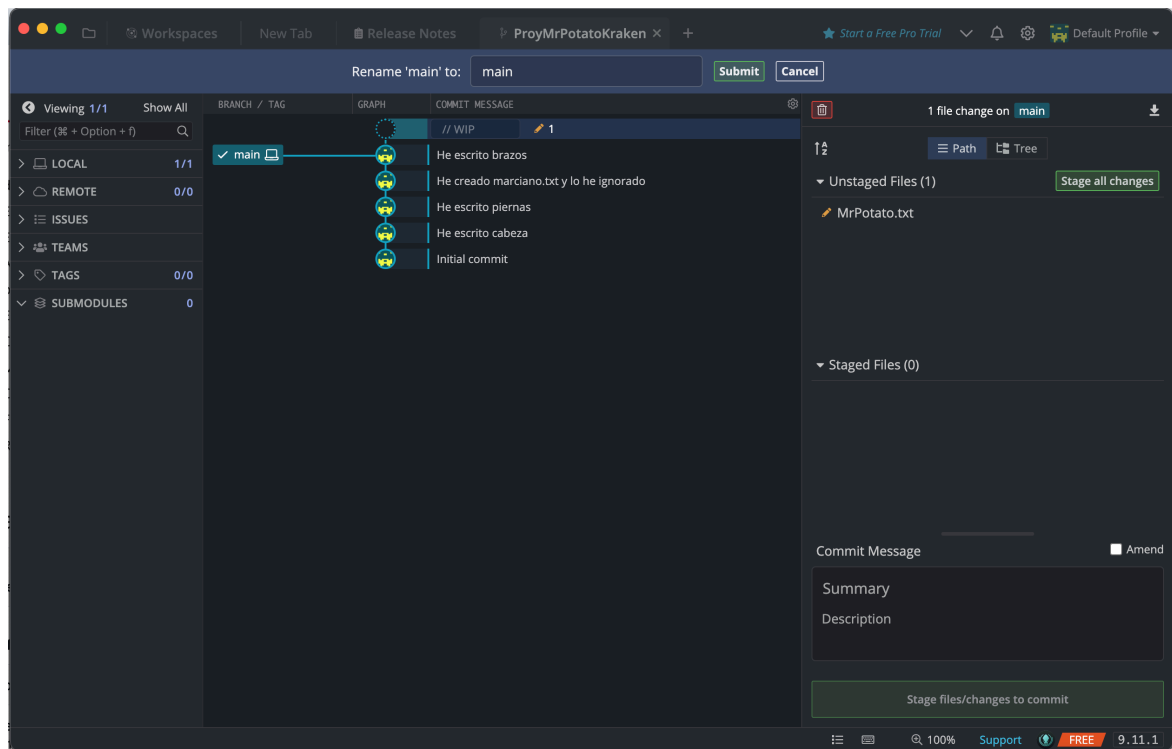 Workspaces New Tab Release Notes ProyMrPotatoKraken Start a Free Pro Trial Default Profile
Rename 'main' to: main Submit Cancel
Viewing 1/1 Show All
Filter (⌘ + Option + f)
LOCAL 1/1
REMOTE 0/0
ISSUES
TEAMS
TAGS 0/0
SUBMODULES 0
BRANCH / TAG GRAPH COMMIT MESSAGE
// WIP 1
main He escrito brazos
He creado marciano.txt y lo he ignorado
He escrito piernas
He escrito cabeza
Initial commit
1 file change on main
Path Tree
Unstaged Files (1) Stage all changes
MrPotato.txt
Staged Files (0)
Commit Message Amend
Summary
Description
Stage files/changes to commit
100% Support FREE 9.11.1